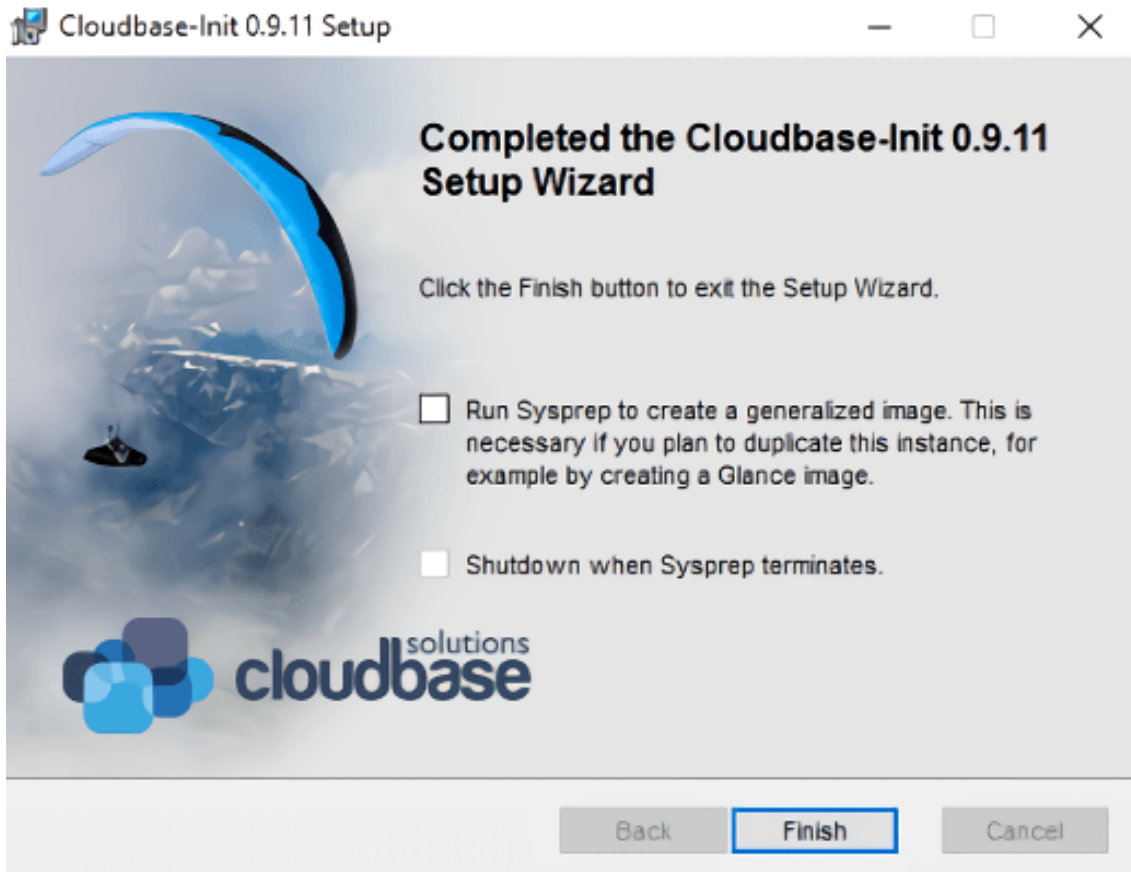 Cloudbase-Init 0.9.11 Setup
Completed the Cloudbase-Init 0.9.11
Setup Wizard
Click the Finish button to exit the Setup Wizard.
Run Sysprep to create a generalized image. This is
necessary if you plan to duplicate this instance, for
example by creating a Glance image.
Shutdown when Sysprep terminates.
solutions
cloudbase
Back
Finish
Cancel